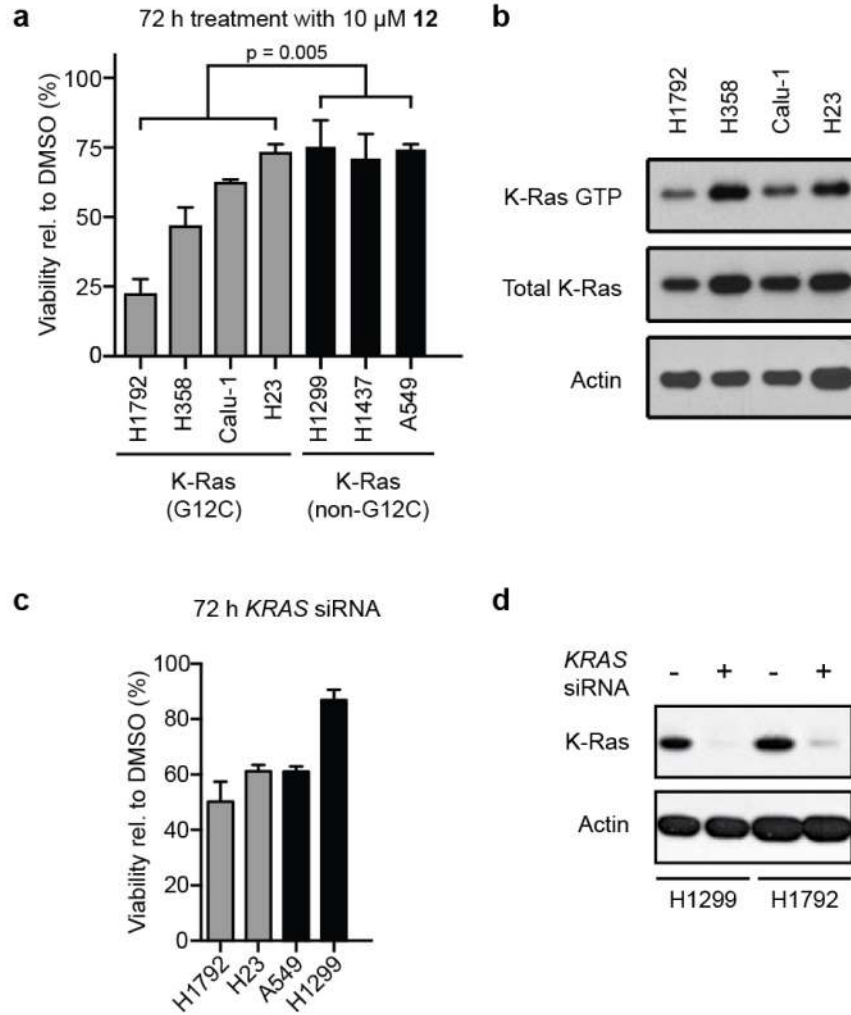 a
72 h treatment with 10 µM 12
p = 0.005
Viability rel. to DMSO (%)
100
75
50
25
0
H1792
H358
Calu-1
H23
H1299
H1437
A549
K-Ras
(G12C)
K-Ras
(non-G12C)
b
H1792
H358
Calu-1
H23
K-Ras GTP
Total K-Ras
Actin
c
72 h KRAS siRNA
Viability rel. to DMSO (%)
100
80
60
40
20
0
H1792
H23
A549
H1299
d
KRAS
siRNA
- + - +
K-Ras
Actin
H1299 H1792